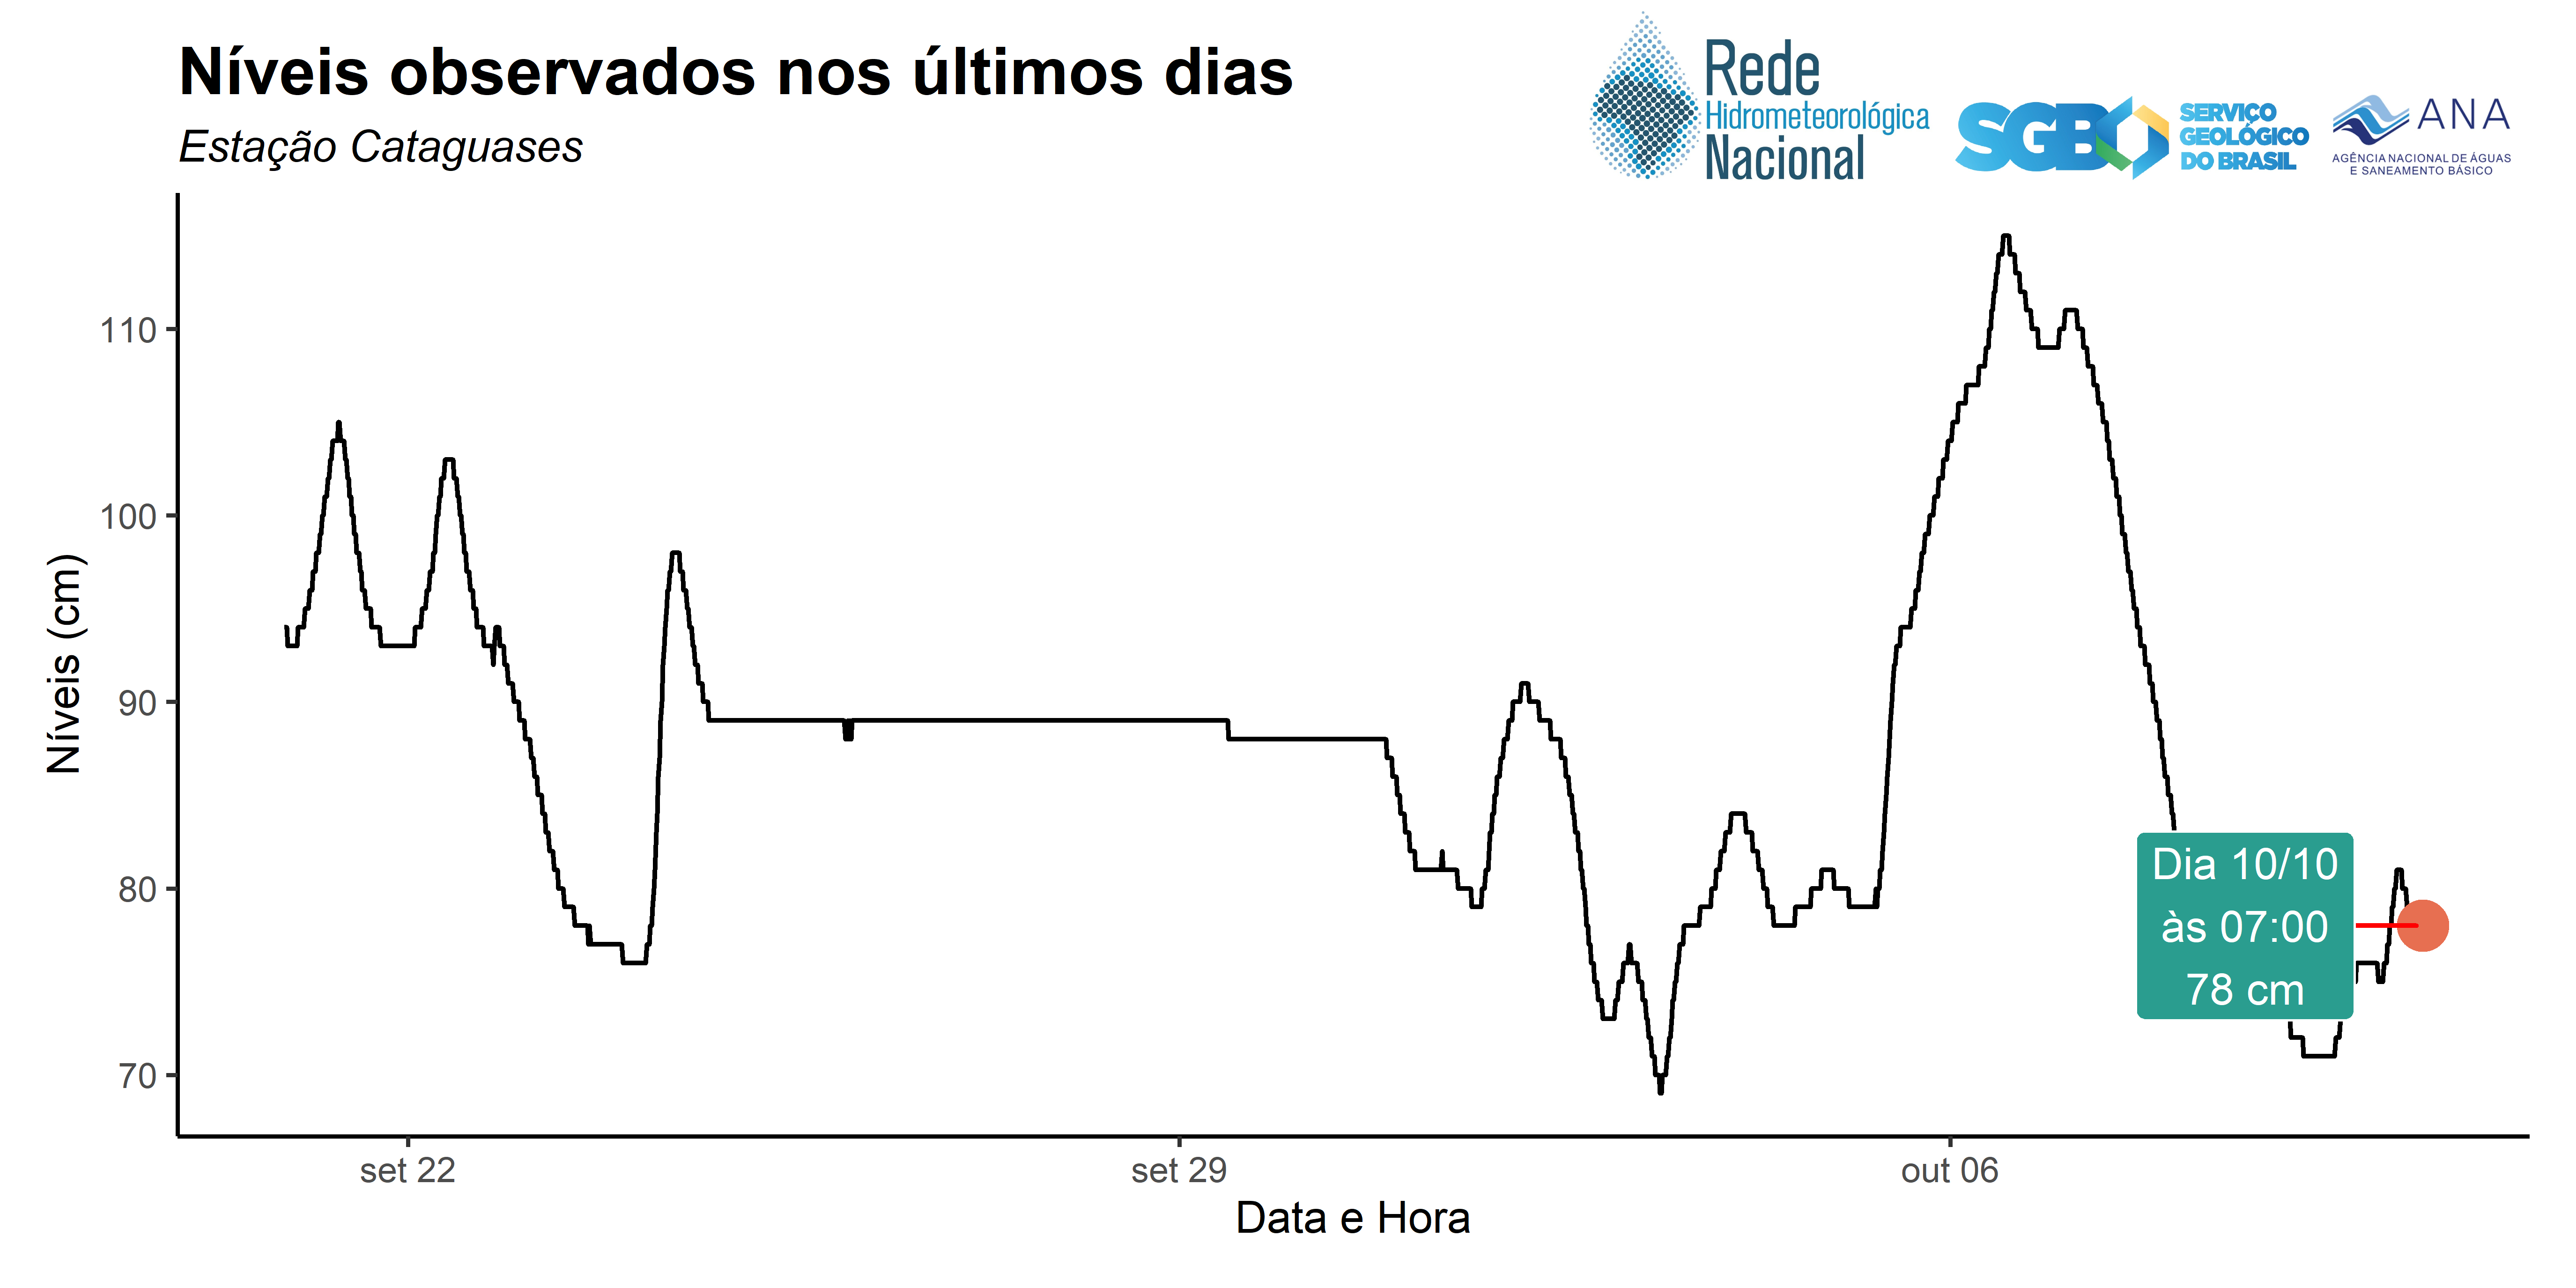 Níveis observados nos últimos dias
Estação Cataguases
Rede
Hidrometeorológica
Nacional
SGB
SERVIÇO
GEOLÓGICO
DO BRASIL
ANA
AGÊNCIA NACIONAL DE ÁGUAS
E SANEAMENTO BÁSICO
Níveis (cm)
110
100
90
80
70
Dia 10/10
às 07:00
78 cm
set 22
set 29
out 06
Data e Hora